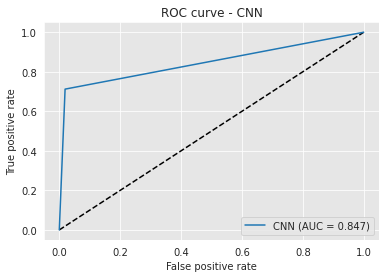 ROC curve - CNN
1.0
0.8
0.6
0.4
0.2
0.0
True positive rate
CNN (AUC = 0.847)
0.0 0.2 0.4 0.6 0.8 1.0
False positive rate